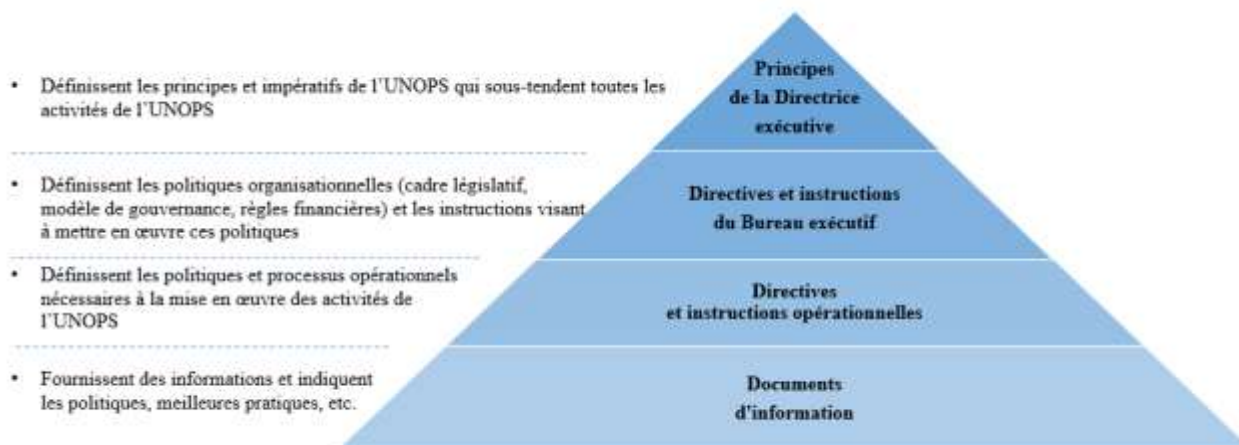 • Définissent les principes et impératifs de l'UNOPS qui sous-tendent toutes les
activités de l'UNOPS
Principes
de la Directrice
exécutive
• Définissent les politiques organisationnelles (cadre législatif,
modèle de gouvernance, règles financières) et les instructions visant
à mettre en œuvre ces politiques
Directives et instructions
du Bureau exécutif
• Définissent les politiques et processus opérationnels
nécessaires à la mise en œuvre des activités de
l'UNOPS
Directives
et instructions opérationnelles
• Fournissent des informations et indiquent
les politiques, meilleures pratiques, etc.
Documents
d'information